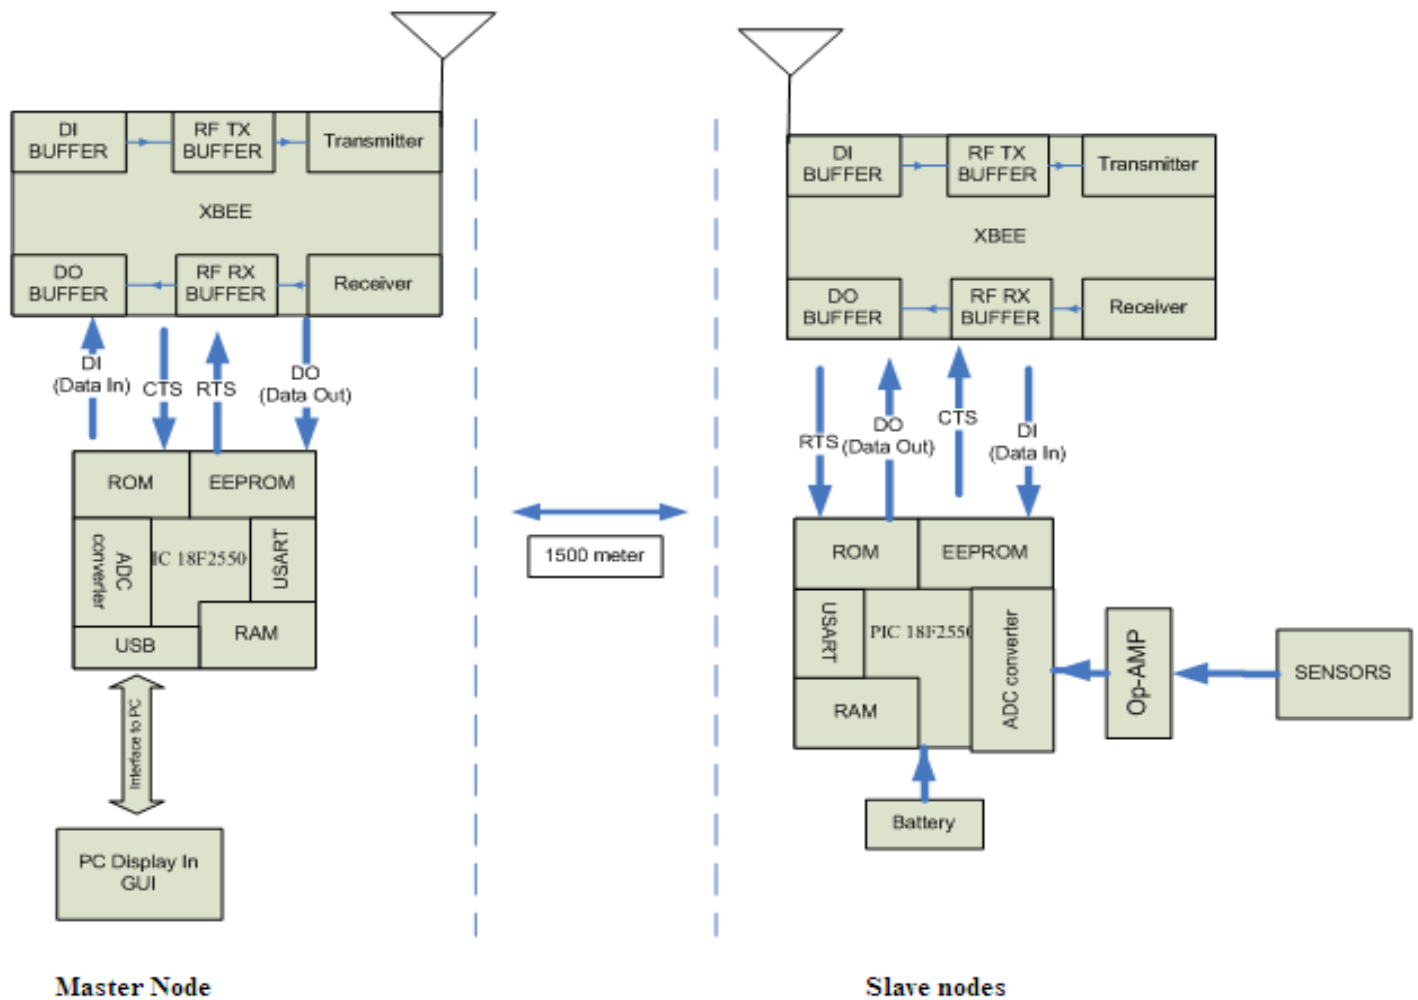 DI
BUFFER
RF TX
BUFFER
Transmitter
XBEE
DO
BUFFER
RF RX
BUFFER
Receiver
DI
(Data In)
CTS
RTS
DO
(Data Out)
ROM
EEPROM
ADC
converter
IC 18F2550
USART
USB
RAM
Interface to PC
PC Display In
GUI
Master Node
1500 meter
DI
BUFFER
RF TX
BUFFER
Transmitter
XBEE
DO
BUFFER
RF RX
BUFFER
Receiver
RTS
DO
(Data Out)
CTS
DI
(Data In)
ROM
EEPROM
USART
PIC 18F2550
ADC converter
RAM
Op-AMP
SENSORS
Battery
Slave nodes